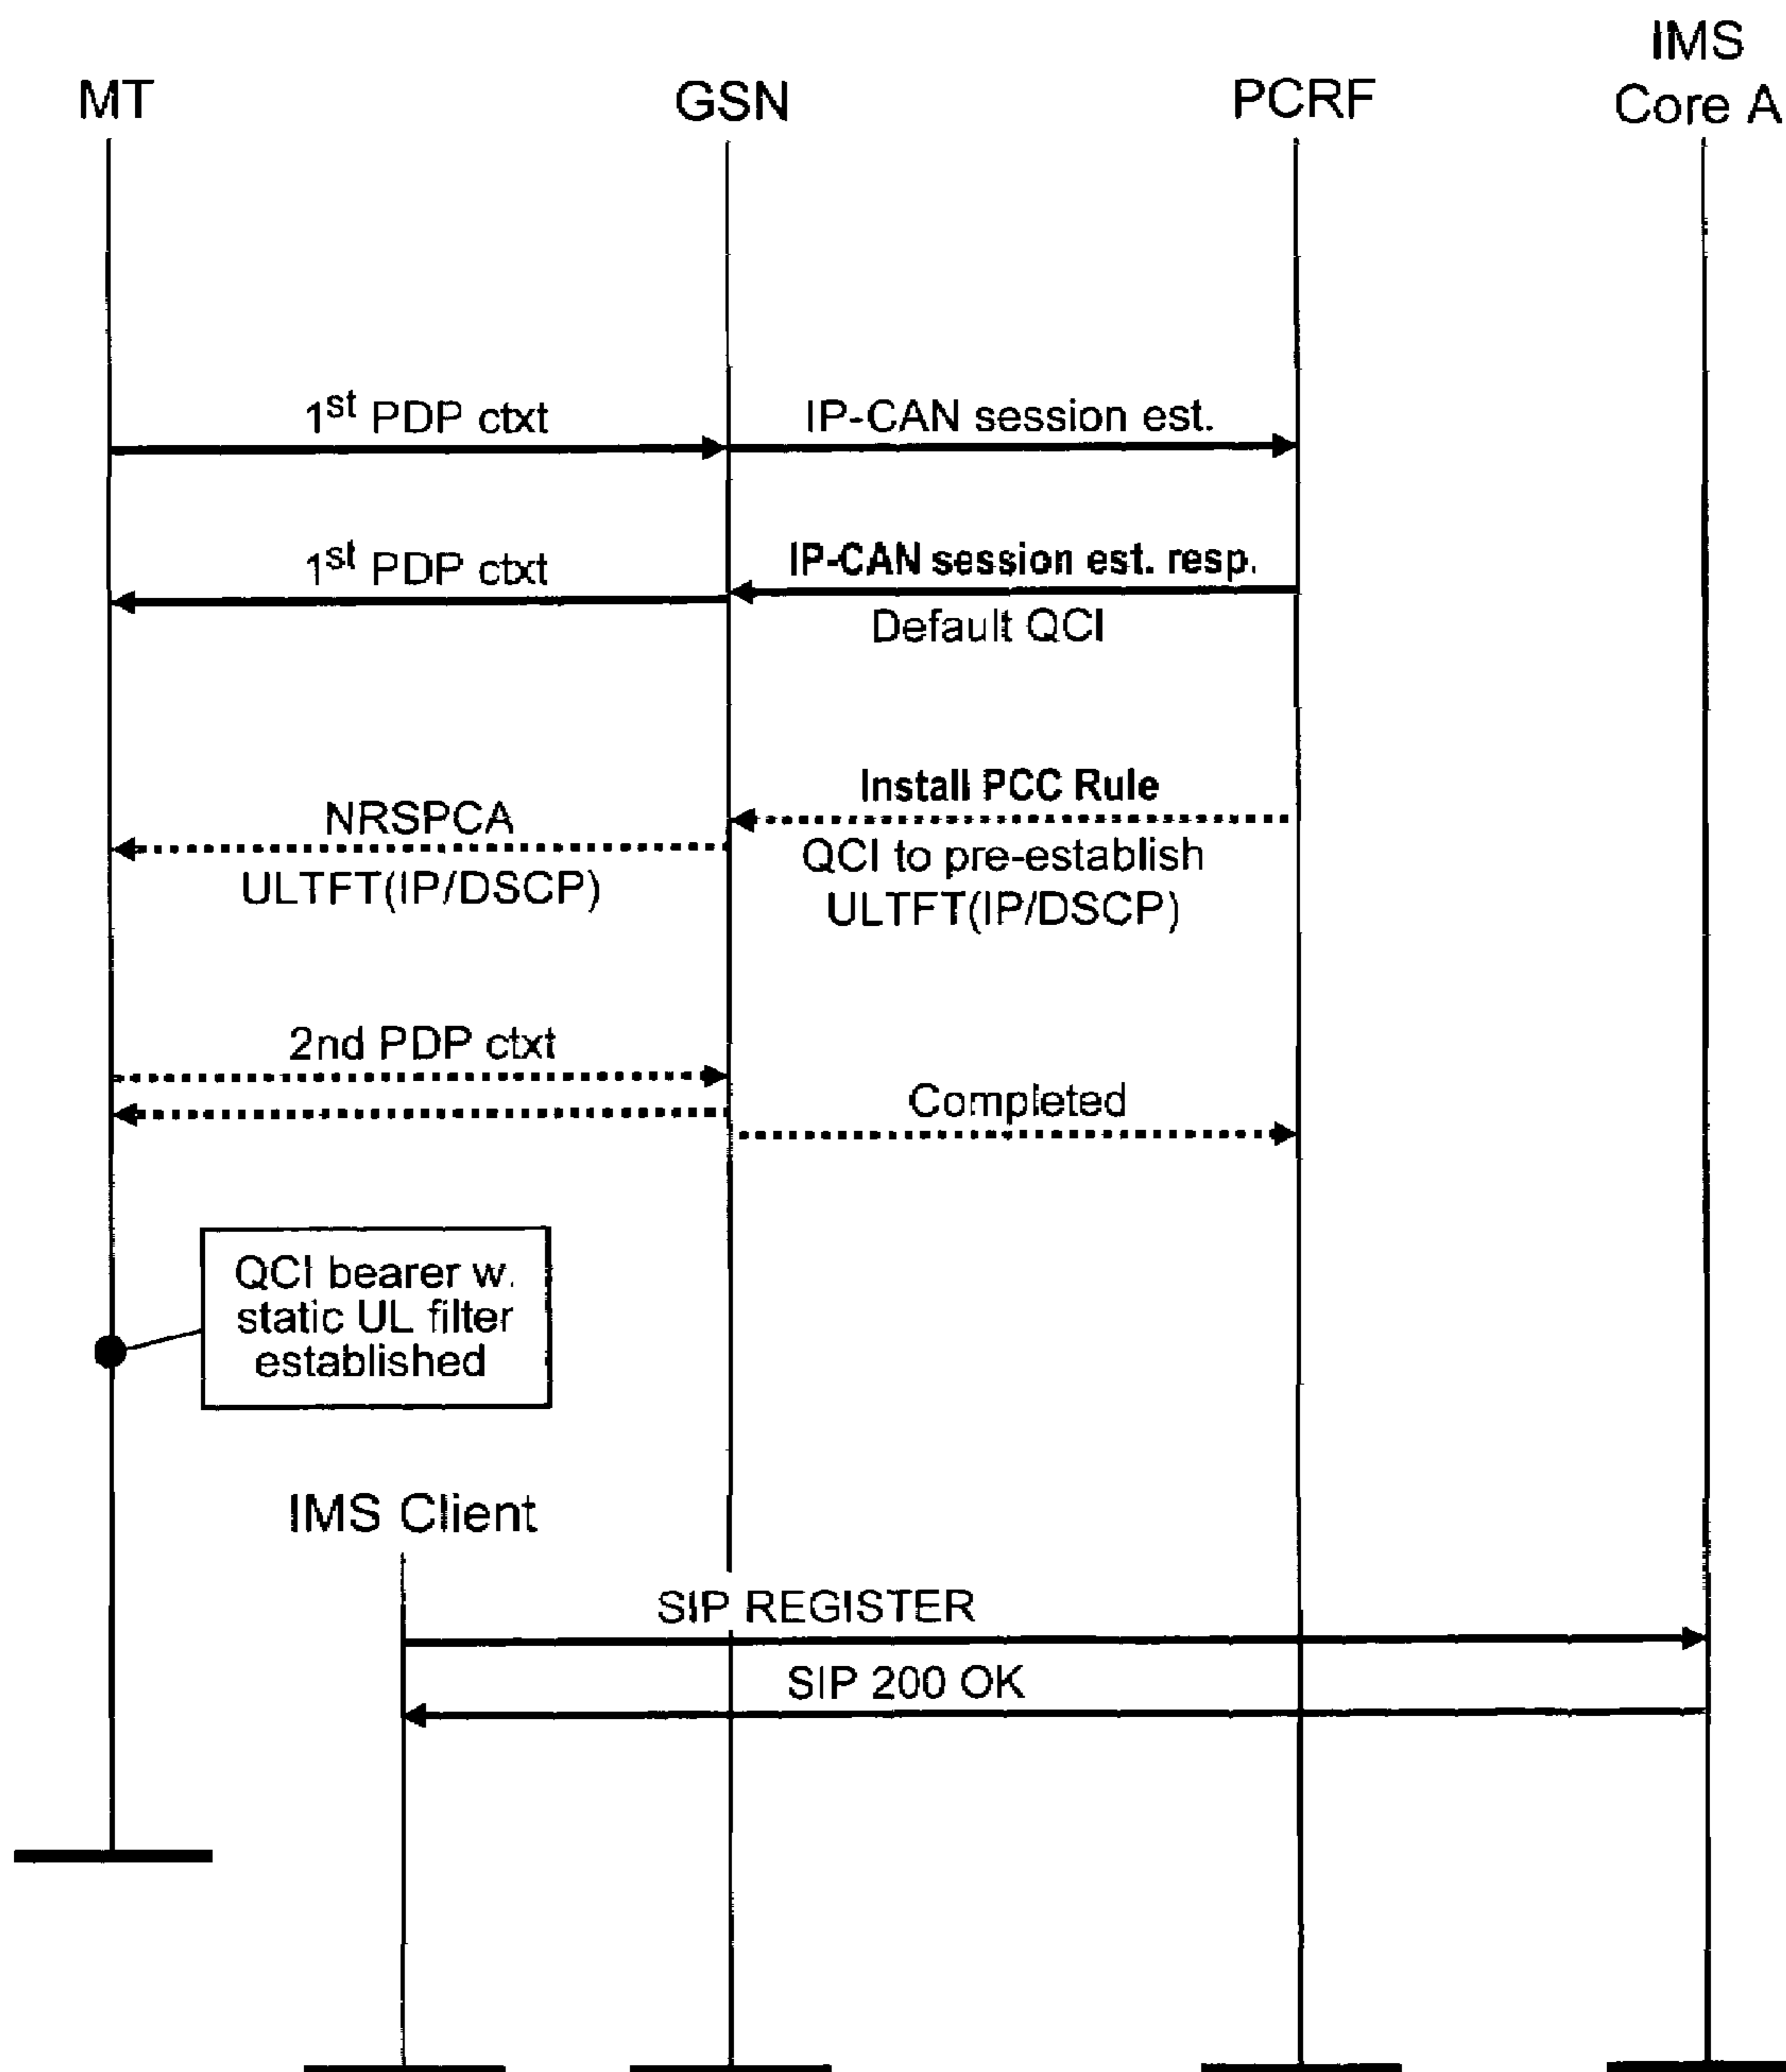 IMS
MT GSN PCRF Core A
1st PDP ctxt IP-CAN session est.
IP-CAN session est. resp.
1st PDP ctxt
Default QCI
Install PCC Rule
NRSPCA
QCI to pre-establish
ULTFT(IP/DSCP)
ULTFT(IP/DSCP)
2nd PDP ctxt
Completed
QCI bearer w.
static UL filter
established
IMS Client
SIP REGISTER
SIP 200 OK